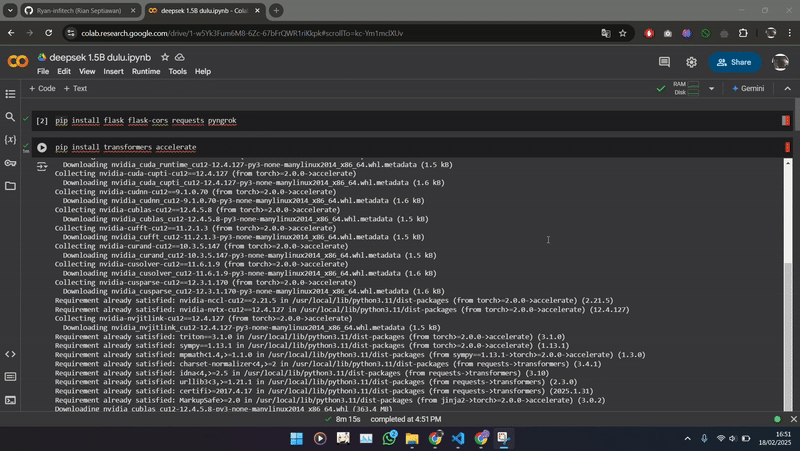 Ryan-infitech (Rian Septiawan)
deepsek 1.5B dulu.ipynb - Colab
colab.research.google.com/drive/1-w5Yk3Fum6M8-6Zc-67bFrQWR1riKkpk#scrollTo=kc-Ym1mclXUv
deepsek 1.5B dulu.ipynb
File Edit View Insert Runtime Tools Help
Share
+ Code + Text
RAM
Disk
Gemini
[2] pip install flask flask-cors requests pyngrok
pip install transformers accelerate
Downloading nvidia_cuda_runtime_cu12-12.4.127-py3-none-manylinux2014_x86_64.whl.metadata (1.5 kB)
Collecting nvidia-cuda-cupti-cu12==12.4.127 (from torch>=2.0.0->accelerate)
Downloading nvidia_cuda_cupti_cu12-12.4.127-py3-none-manylinux2014_x86_64.whl.metadata (1.6 kB)
Collecting nvidia-cudnn-cu12==9.1.0.70 (from torch>=2.0.0->accelerate)
Downloading nvidia_cudnn_cu12-9.1.0.70-py3-none-manylinux2014_x86_64.whl.metadata (1.6 kB)
Collecting nvidia-cublas-cu12==12.4.5.8 (from torch>=2.0.0->accelerate)
Downloading nvidia_cublas_cu12-12.4.5.8-py3-none-manylinux2014_x86_64.whl.metadata (1.5 kB)
Collecting nvidia-cufft-cu12==11.2.1.3 (from torch>=2.0.0->accelerate)
Downloading nvidia_cufft_cu12-11.2.1.3-py3-none-manylinux2014_x86_64.whl.metadata (1.5 kB)
Collecting nvidia-curand-cu12==10.3.5.147 (from torch>=2.0.0->accelerate)
Downloading nvidia_curand_cu12-10.3.5.147-py3-none-manylinux2014_x86_64.whl.metadata (1.5 kB)
Collecting nvidia-cusolver-cu12==11.6.1.9 (from torch>=2.0.0->accelerate)
Downloading nvidia_cusolver_cu12-11.6.1.9-py3-none-manylinux2014_x86_64.whl.metadata (1.6 kB)
Collecting nvidia-cusparse-cu12==12.3.1.170 (from torch>=2.0.0->accelerate)
Downloading nvidia_cusparse_cu12-12.3.1.170-py3-none-manylinux2014_x86_64.whl.metadata (1.6 kB)
Requirement already satisfied: nvidia-nccl-cu12==2.21.5 in /usr/local/lib/python3.11/dist-packages (from torch>=2.0.0->accelerate) (2.21.5)
Requirement already satisfied: nvidia-nvtx-cu12==12.4.127 in /usr/local/lib/python3.11/dist-packages (from torch>=2.0.0->accelerate) (12.4.127)
Collecting nvidia-nvjitlink-cu12==12.4.127 (from torch>=2.0.0->accelerate)
Downloading nvidia_nvjitlink_cu12-12.4.127-py3-none-manylinux2014_x86_64.whl.metadata (1.5 kB)
Requirement already satisfied: triton==3.1.0 in /usr/local/lib/python3.11/dist-packages (from torch>=2.0.0->accelerate) (3.1.0)
Requirement already satisfied: sympy==1.13.1 in /usr/local/lib/python3.11/dist-packages (from torch>=2.0.0->accelerate) (1.13.1)
Requirement already satisfied: mpmath<1.4,>=1.1.0 in /usr/local/lib/python3.11/dist-packages (from sympy==1.13.1->torch>=2.0.0->accelerate) (1.3.0)
Requirement already satisfied: charset-normalizer<4,>=2 in /usr/local/lib/python3.11/dist-packages (from requests->transformers) (3.4.1)
Requirement already satisfied: idna<4,>=2.5 in /usr/local/lib/python3.11/dist-packages (from requests->transformers) (3.10)
Requirement already satisfied: urllib3<3,>=1.21.1 in /usr/local/lib/python3.11/dist-packages (from requests->transformers) (2.3.0)
Requirement already satisfied: certifi>=2017.4.17 in /usr/local/lib/python3.11/dist-packages (from requests->transformers) (2025.1.31)
Requirement already satisfied: MarkupSafe>=2.0 in /usr/local/lib/python3.11/dist-packages (from jinja2->torch>=2.0.0->accelerate) (3.0.2)
Downloading nvidia_cublas_cu12-12.4.5.8-py3-none-manylinux2014_x86_64.whl (363.4 MB)
8m 15s completed at 4:51 PM
16:51
18/02/2025